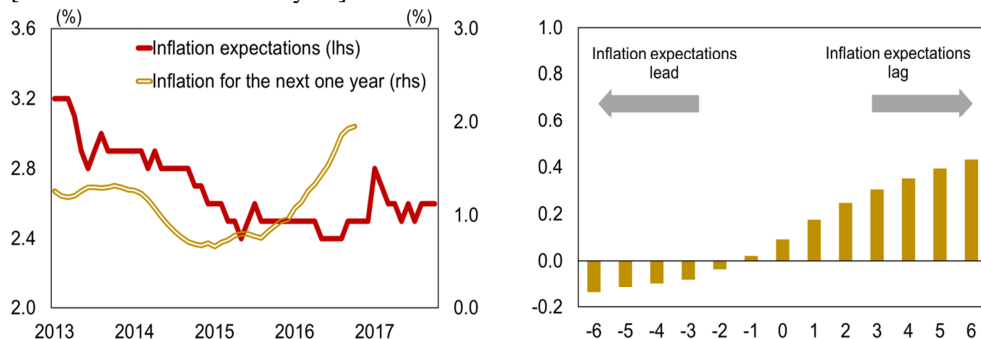 (%)
(%)
3.6
3.2
2.8
2.4
2.0
3.0
2.0
1.0
0.0
Inflation expectations (lhs)
Inflation for the next one year (rhs)
2013 2014 2015 2016 2017
1.0
0.8
0.6
0.4
0.2
0.0
-0.2
Inflation expectations
lead
Inflation expectations
lag
-6 -5 -4 -3 -2 -1 0 1 2 3 4 5 6